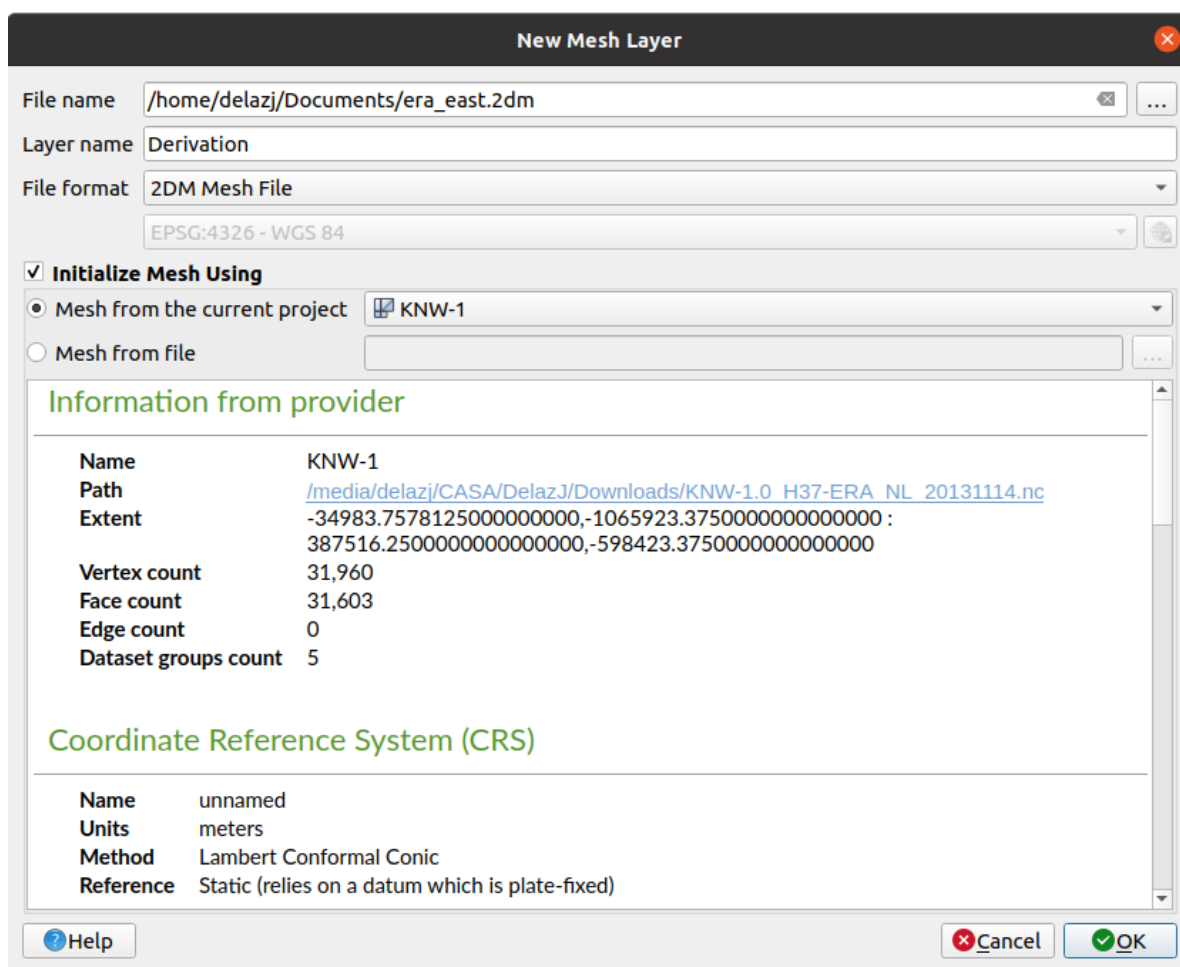 New Mesh Layer
File name /home/delazj/Documents/era_east.2dm ...
Layer name Derivation
File format 2DM Mesh File
EPSG:4326 - WGS 84
Initialize Mesh Using
Mesh from the current project KNW-1
Mesh from file ...
Information from provider
Name KNW-1
Path /media/delazj/CASA/DelazJ/Downloads/KNW-1.0_H37-ERA_NL_20131114.nc
Extent -34983.7578125000000000,-1065923.3750000000000000 :
387516.2500000000000000,-598423.3750000000000000
Vertex count 31,960
Face count 31,603
Edge count 0
Dataset groups count 5
Coordinate Reference System (CRS)
Name unnamed
Units meters
Method Lambert Conformal Conic
Reference Static (relies on a datum which is plate-fixed)
Help Cancel OK